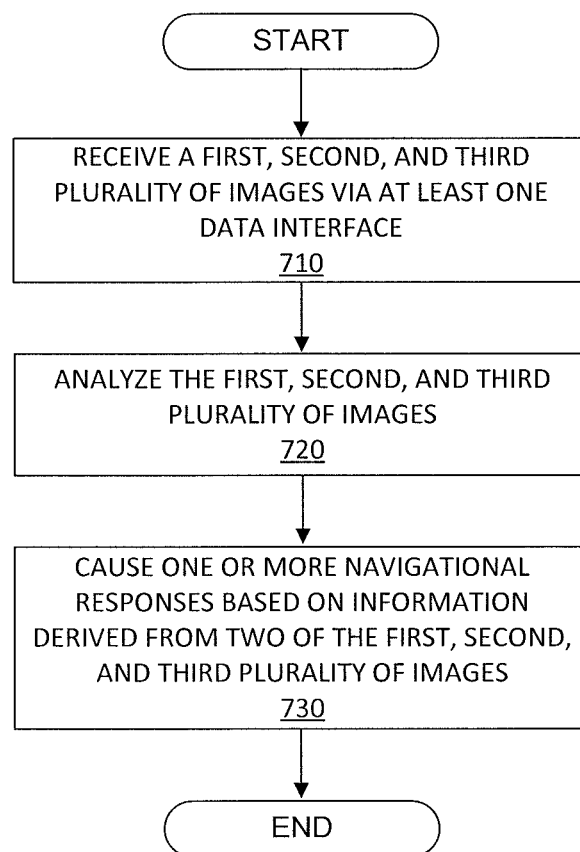 START
RECEIVE A FIRST, SECOND, AND THIRD
PLURALITY OF IMAGES VIA AT LEAST ONE
DATA INTERFACE
710
ANALYZE THE FIRST, SECOND, AND THIRD
PLURALITY OF IMAGES
720
CAUSE ONE OR MORE NAVIGATIONAL
RESPONSES BASED ON INFORMATION
DERIVED FROM TWO OF THE FIRST, SECOND,
AND THIRD PLURALITY OF IMAGES
730
END